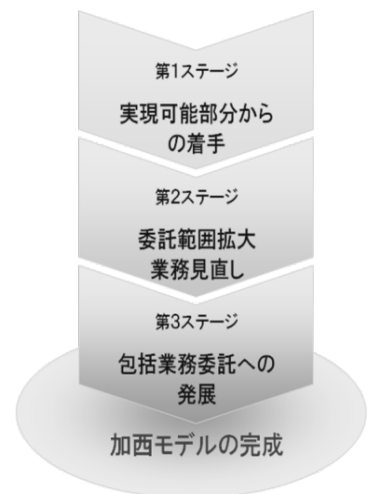 第1ステージ
実現可能部分から
の着手
第2ステージ
委託範囲拡大
業務見直し
第3ステージ
包括業務委託への
発展
加西モデルの完成